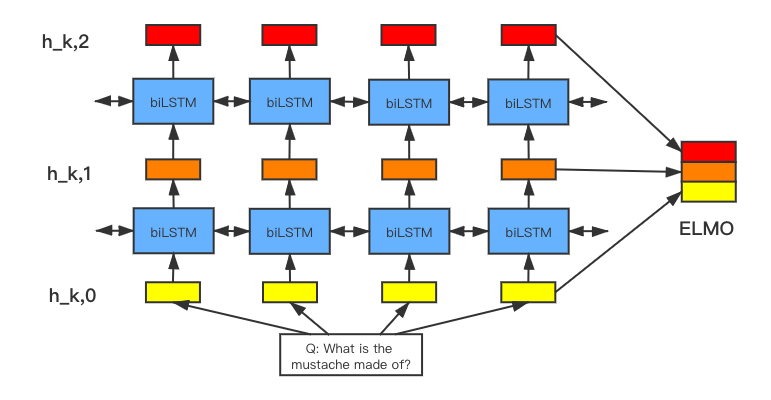 h_k,2
biLSTM biLSTM biLSTM biLSTM
h_k,1
ELMO
biLSTM biLSTM biLSTM biLSTM
h_k,0
Q: What is the
mustache made of?